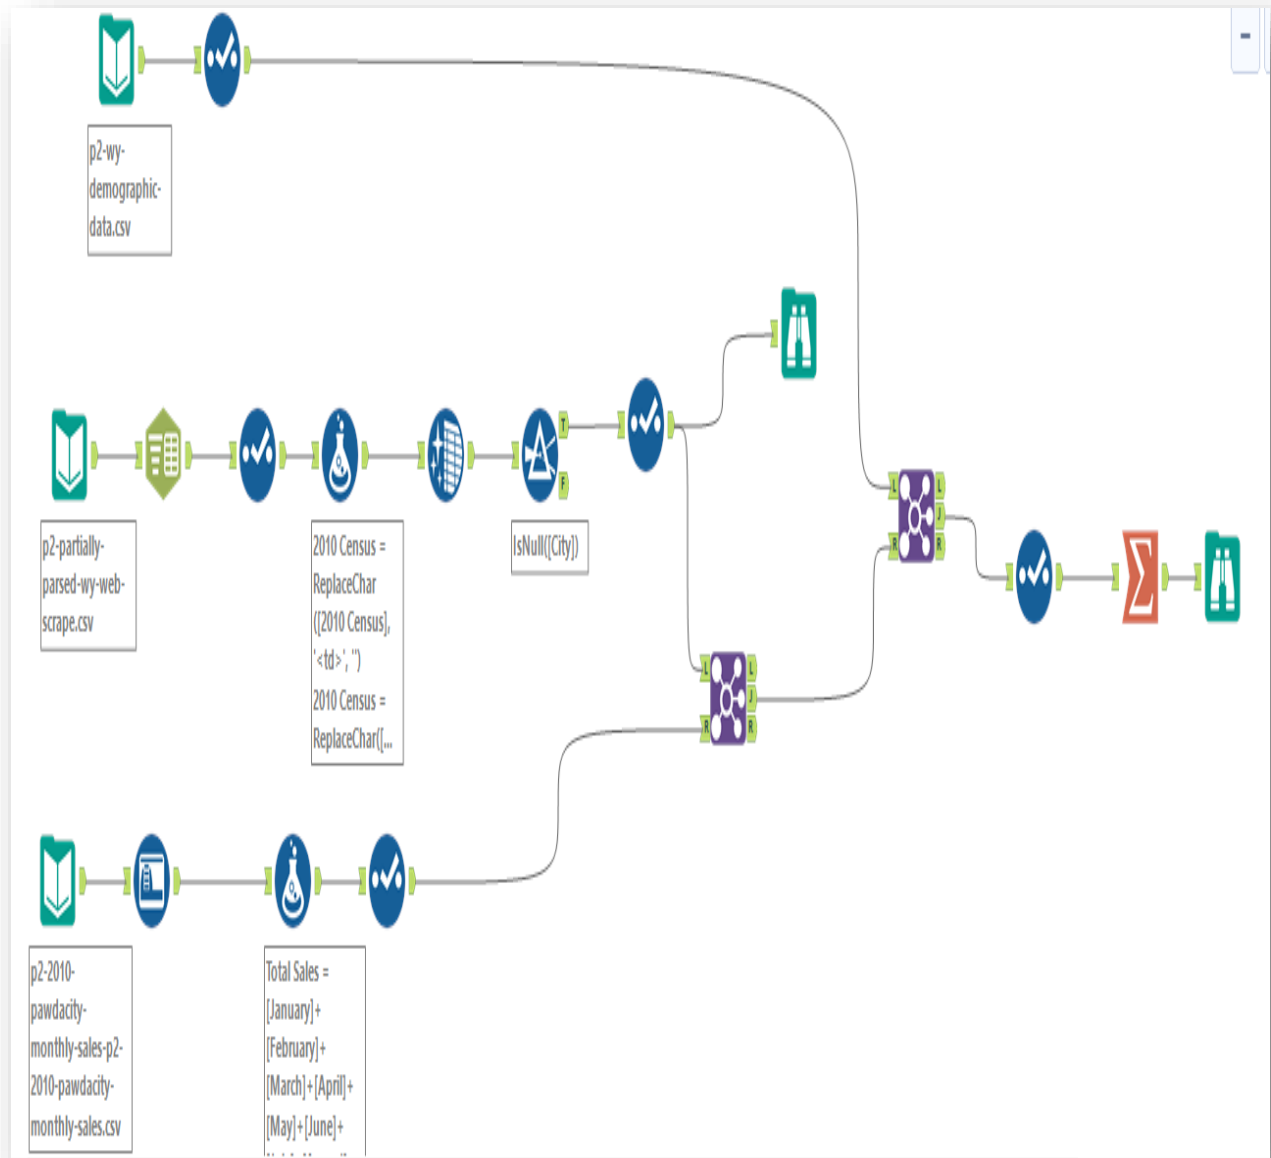 p2-wy-
demographic-
data.csv
T
F
L
R
L
J
R
p2-partially-
parsed-wy-web-
scrape.csv
2010 Census =
ReplaceChar
([2010 Census],
'<td>', '')
2010 Census =
ReplaceChar([...
IsNull([City])
L
R
L
J
R
p2-2010-
pawdacity-
monthly-sales-p2-
2010-pawdacity-
monthly-sales.csv
Total Sales =
[January]+
[February]+
[March]+[April]+
[May]+[June]+